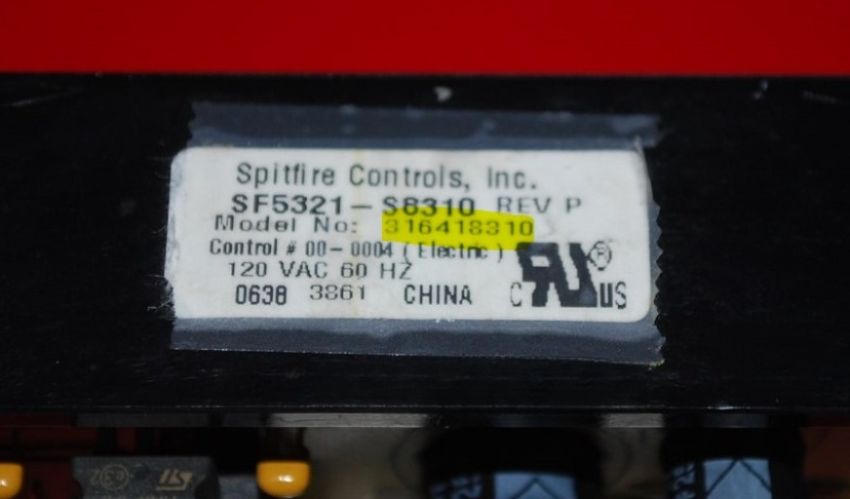 Spitfire Controls, Inc.
SF5321-S8310 REV P
Model No: 316418310
Control # 00-0004 (Electric)
120 VAC 60 HZ
0638 3861 CHINA
C US